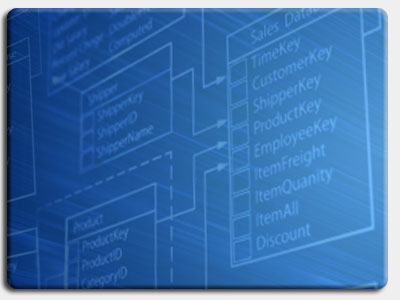 Computed
Sales Data
TimeKey
CustomerKey
ShipperKey
ProductKey
EmployeeKey
ItemFreight
ItemQuanity
ItemAll
Discount
Shipper
ShipperKey
ShipperID
ShipperName
Product
ProductKey
ProductID
CategoryID